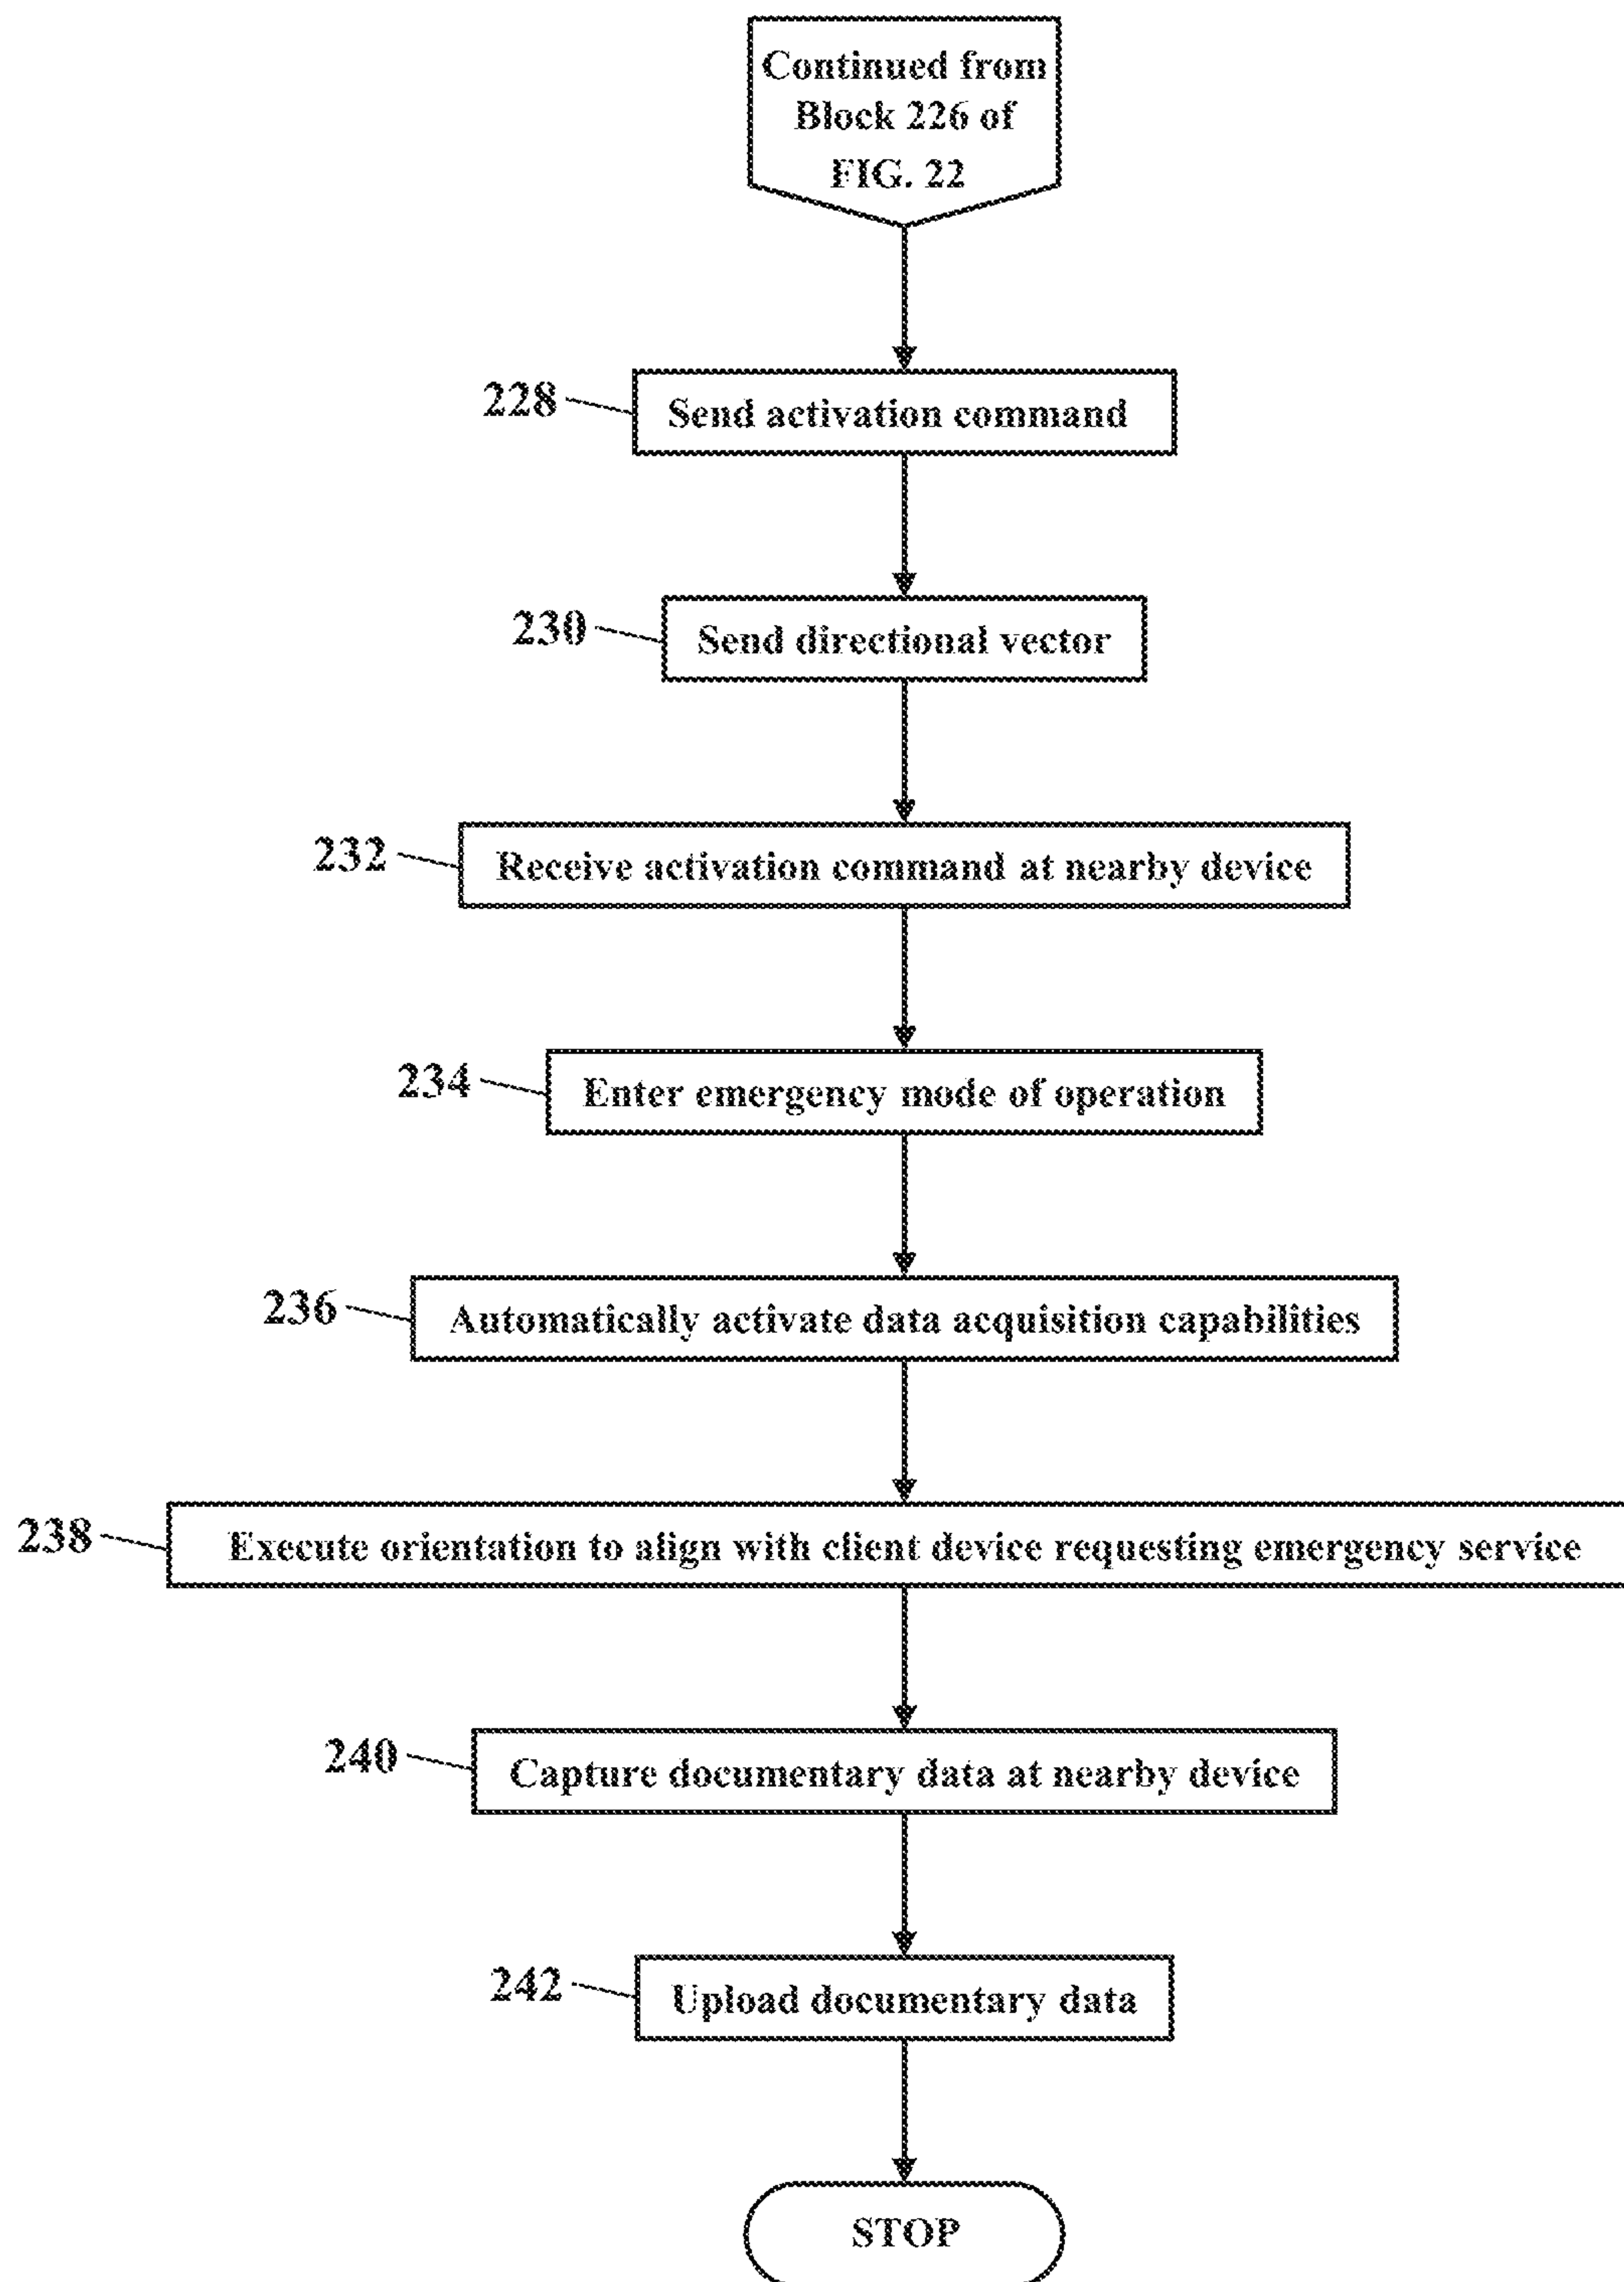 Continued from
Block 226 of
FIG. 22
228
Send activation command
230
Send directional vector
232
Receive activation command at nearby device
234
Enter emergency mode of operation
236
Automatically activate data acquisition capabilities
238
Execute orientation to align with client device requesting emergency service
240
Capture documentary data at nearby device
242
Upload documentary data
STOP